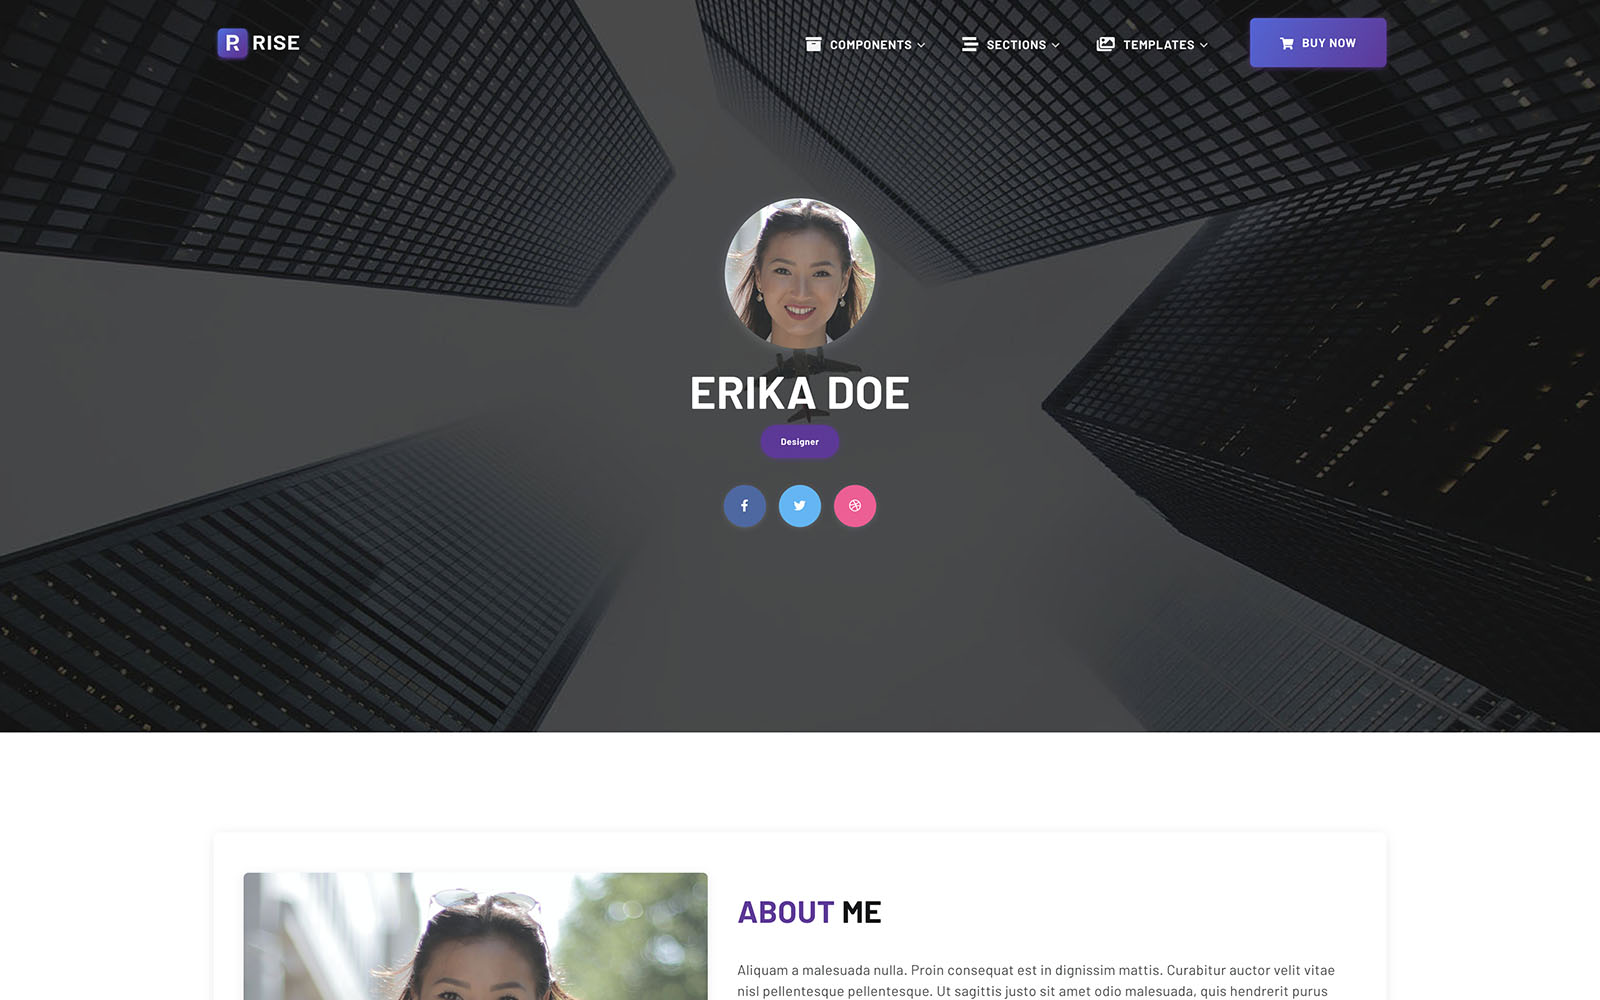 R RISE
COMPONENTS
SECTIONS
TEMPLATES
BUY NOW
ERIKA DOE
Designer
ABOUT ME
Aliquam a malesuada nulla. Proin consequat est in dignissim mattis. Curabitur auctor velit vitae
nisl pellentesque pellentesque. Ut sagittis justo sit amet odio malesuada, quis hendrerit purus